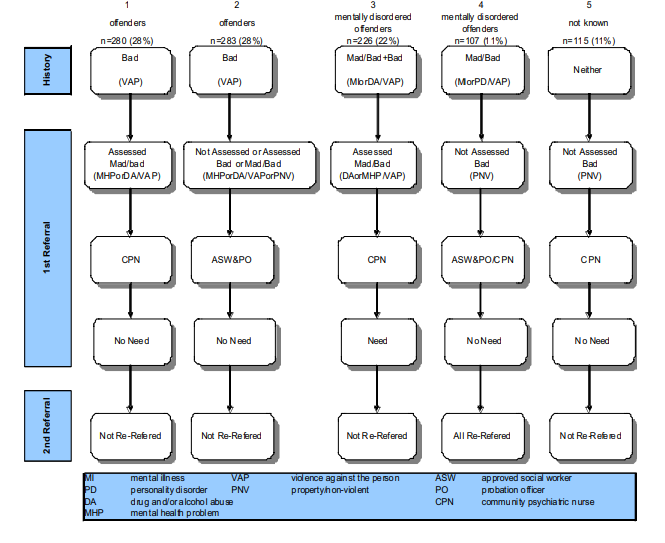 1 2 3 4 5
offenders
n=280 (28%)
offenders
n=283 (28%)
mentally disordered
offenders
n=226 (22%)
mentally disordered
offenders
n=107 (11%)
not known
n=115 (11%)
History
Bad
(VAP)
Bad
(VAP)
Mad/Bad+Bad
(MIorDA/VAP)
Mad/Bad
(MIorPD/VAP)
Neither
1st Referral
Assessed
Mad/bad
(MHPorDA/VAP)
Not Assessed or Assessed
Bad or Mad/Bad
(MHPorDA/VAPorPNV)
Assessed
Mad/Bad
(DAorMHP/VAP)
Not Assessed
Bad
(PNV)
Not Assessed
Bad
(PNV)
CPN
ASW&PO
CPN
ASW&PO/CPN
CPN
No Need
No Need
Need
No Need
No Need
2nd Referral
Not Re-Refered
Not Re-Refered
Not Re-Refered
All Re-Refered
Not Re-Refered
MI mental illness VAP violence against the person ASW approved social worker
PD personality disorder PNV property/non-violent PO probation officer
DA drug and/or alcohol abuse CPN community psychiatric nurse
MHP mental health problem